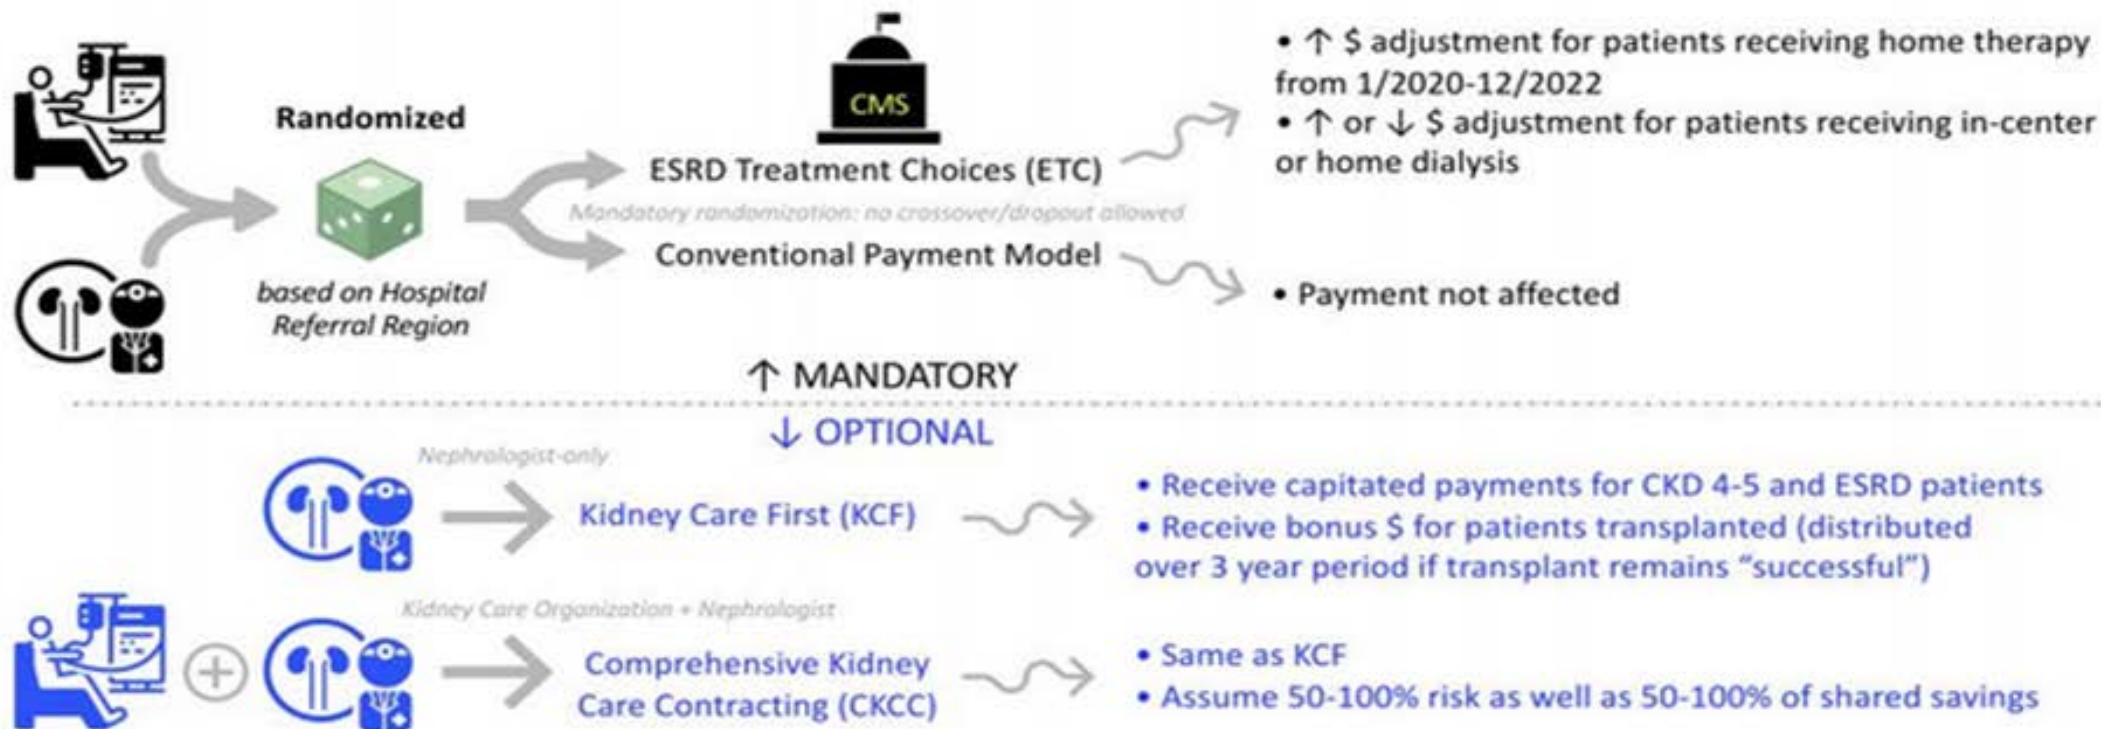 • ↑ $ adjustment for patients receiving home therapy
from 1/2020-12/2022
• ↑ or ↓ $ adjustment for patients receiving in-center
or home dialysis
Randomized
CMS
ESRD Treatment Choices (ETC)
Mandatory randomization: no crossover/dropout allowed
Conventional Payment Model
based on Hospital
Referral Region
• Payment not affected
↑ MANDATORY
↓ OPTIONAL
Nephrologist-only
Kidney Care First (KCF)
• Receive capitated payments for CKD 4-5 and ESRD patients
• Receive bonus $ for patients transplanted (distributed
over 3 year period if transplant remains “successful”)
Kidney Care Organization + Nephrologist
Comprehensive Kidney
Care Contracting (CKCC)
• Same as KCF
• Assume 50-100% risk as well as 50-100% of shared savings